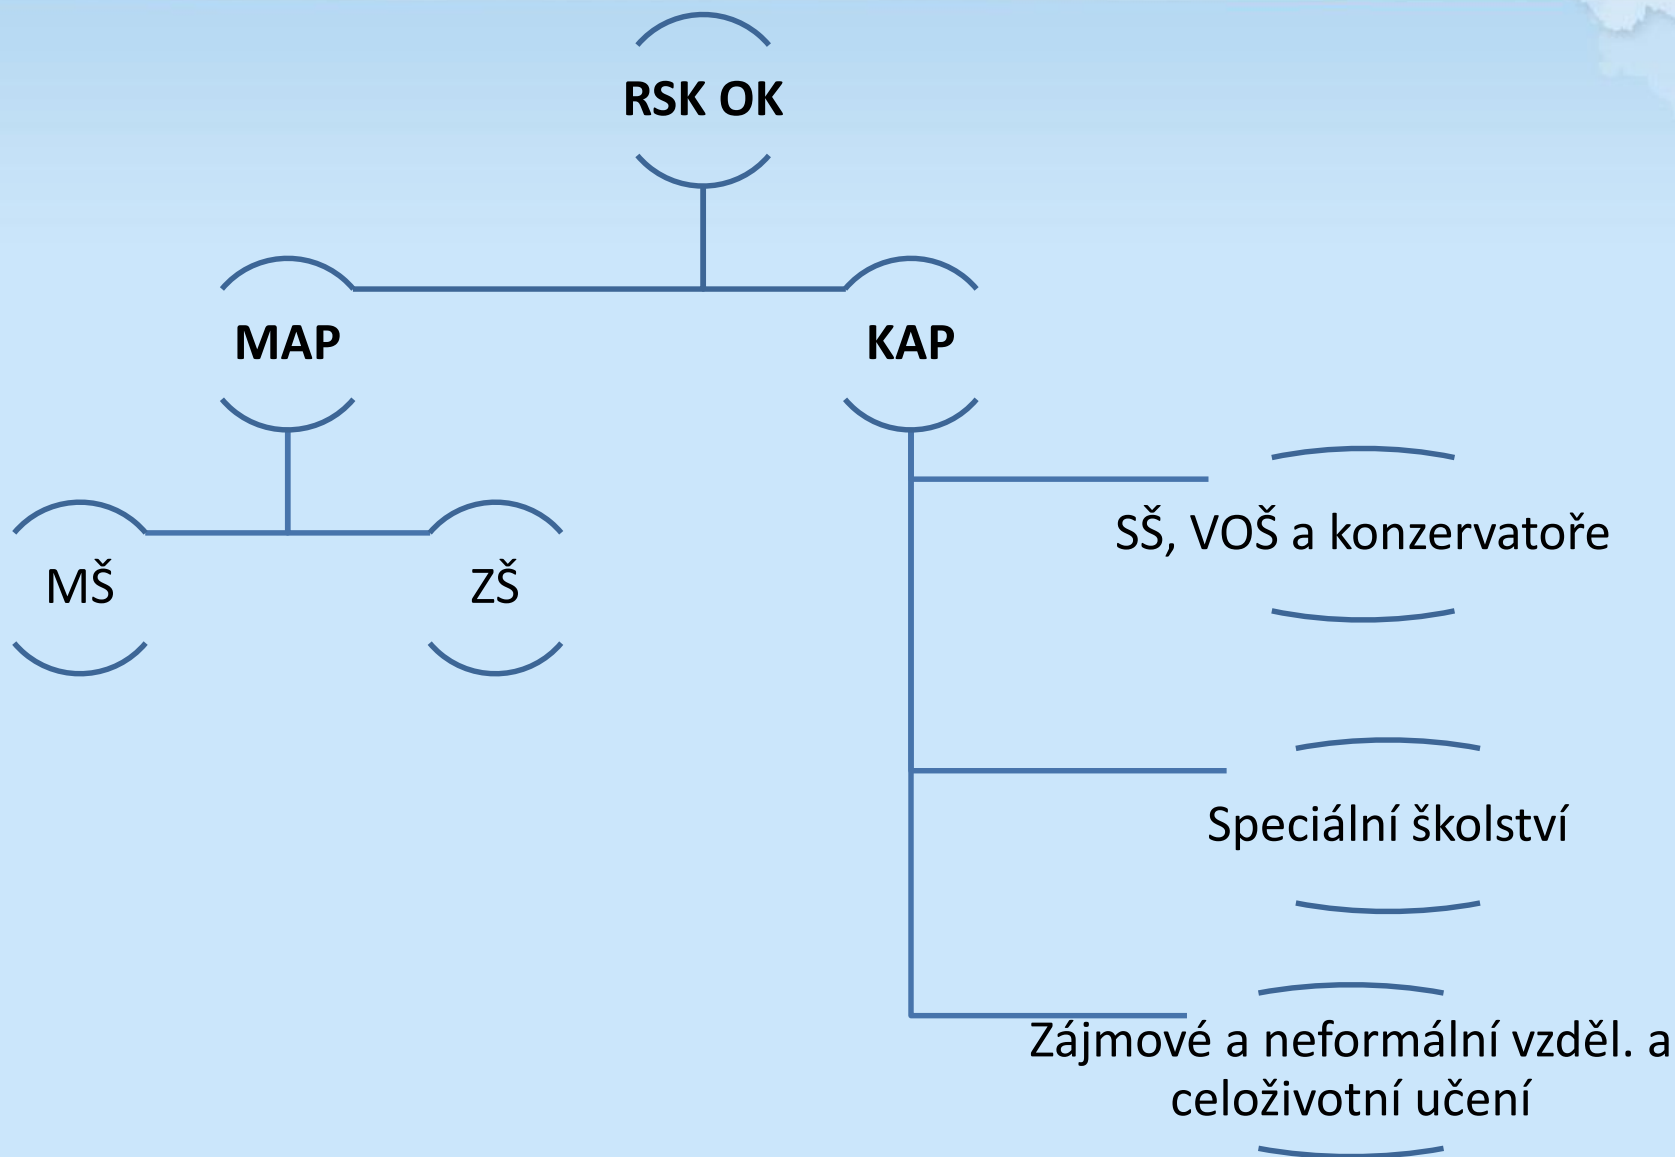 RSK OK
MAP
KAP
MŠ
ZŠ
SŠ, VOŠ a konzervatoře
Speciální školství
Zájmové a neformální vzděl. a
celoživotní učení